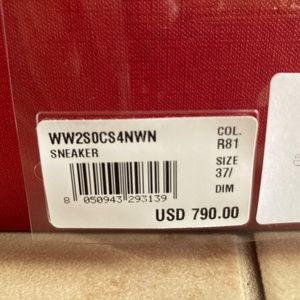 WW2S0CS4NWN
SNEAKER
COL.
R81
SIZE
37/
DIM
8 050943 293139
USD 790.00